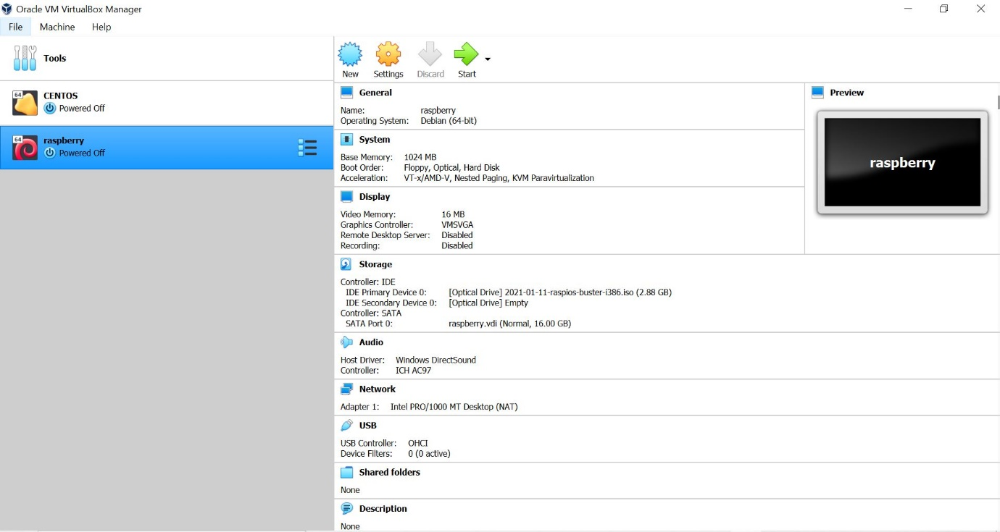 Oracle VM VirtualBox Manager
File Machine Help
Tools
64 CENTOS
Powered Off
64 raspberry
Powered Off
New Settings Discard Start
General
Name: raspberry
Operating System: Debian (64-bit)
System
Base Memory: 1024 MB
Boot Order: Floppy, Optical, Hard Disk
Acceleration: VT-x/AMD-V, Nested Paging, KVM Paravirtualization
Display
Video Memory: 16 MB
Graphics Controller: VMSVGA
Remote Desktop Server: Disabled
Recording: Disabled
Preview
raspberry
Storage
Controller: IDE
IDE Primary Device 0: [Optical Drive] 2021-01-11-raspios-buster-i386.iso (2.88 GB)
IDE Secondary Device 0: [Optical Drive] Empty
Controller: SATA
SATA Port 0: raspberry.vdi (Normal, 16.00 GB)
Audio
Host Driver: Windows DirectSound
Controller: ICH AC97
Network
Adapter 1: Intel PRO/1000 MT Desktop (NAT)
USB
USB Controller: OHCI
Device Filters: 0 (0 active)
Shared folders
None
Description
None